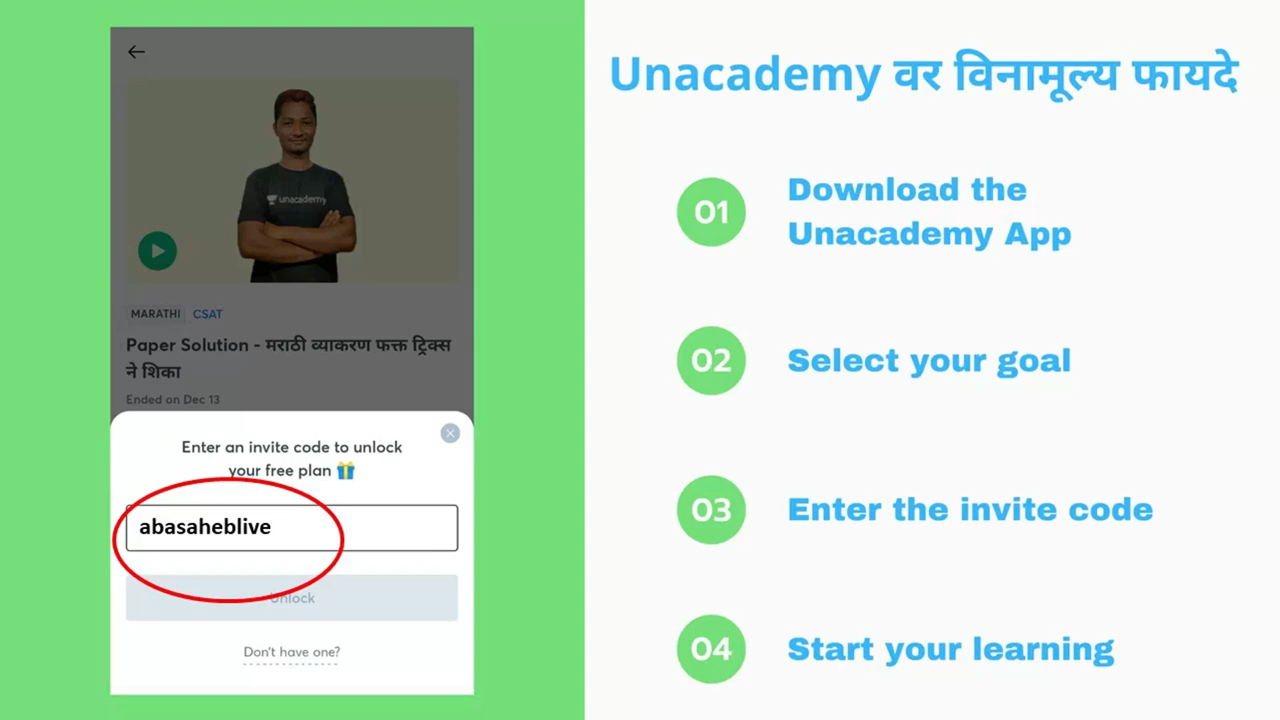 unacademy
MARATHI CSAT
Paper Solution - मराठी व्याकरण फक्त ट्रिक्स
ने शिका
Ended on Dec 13
Enter an invite code to unlock
your free plan
abasaheblive
Unlock
Don't have one?
Unacademy वर विनामूल्य फायदे
01 Download the
Unacademy App
02 Select your goal
03 Enter the invite code
04 Start your learning